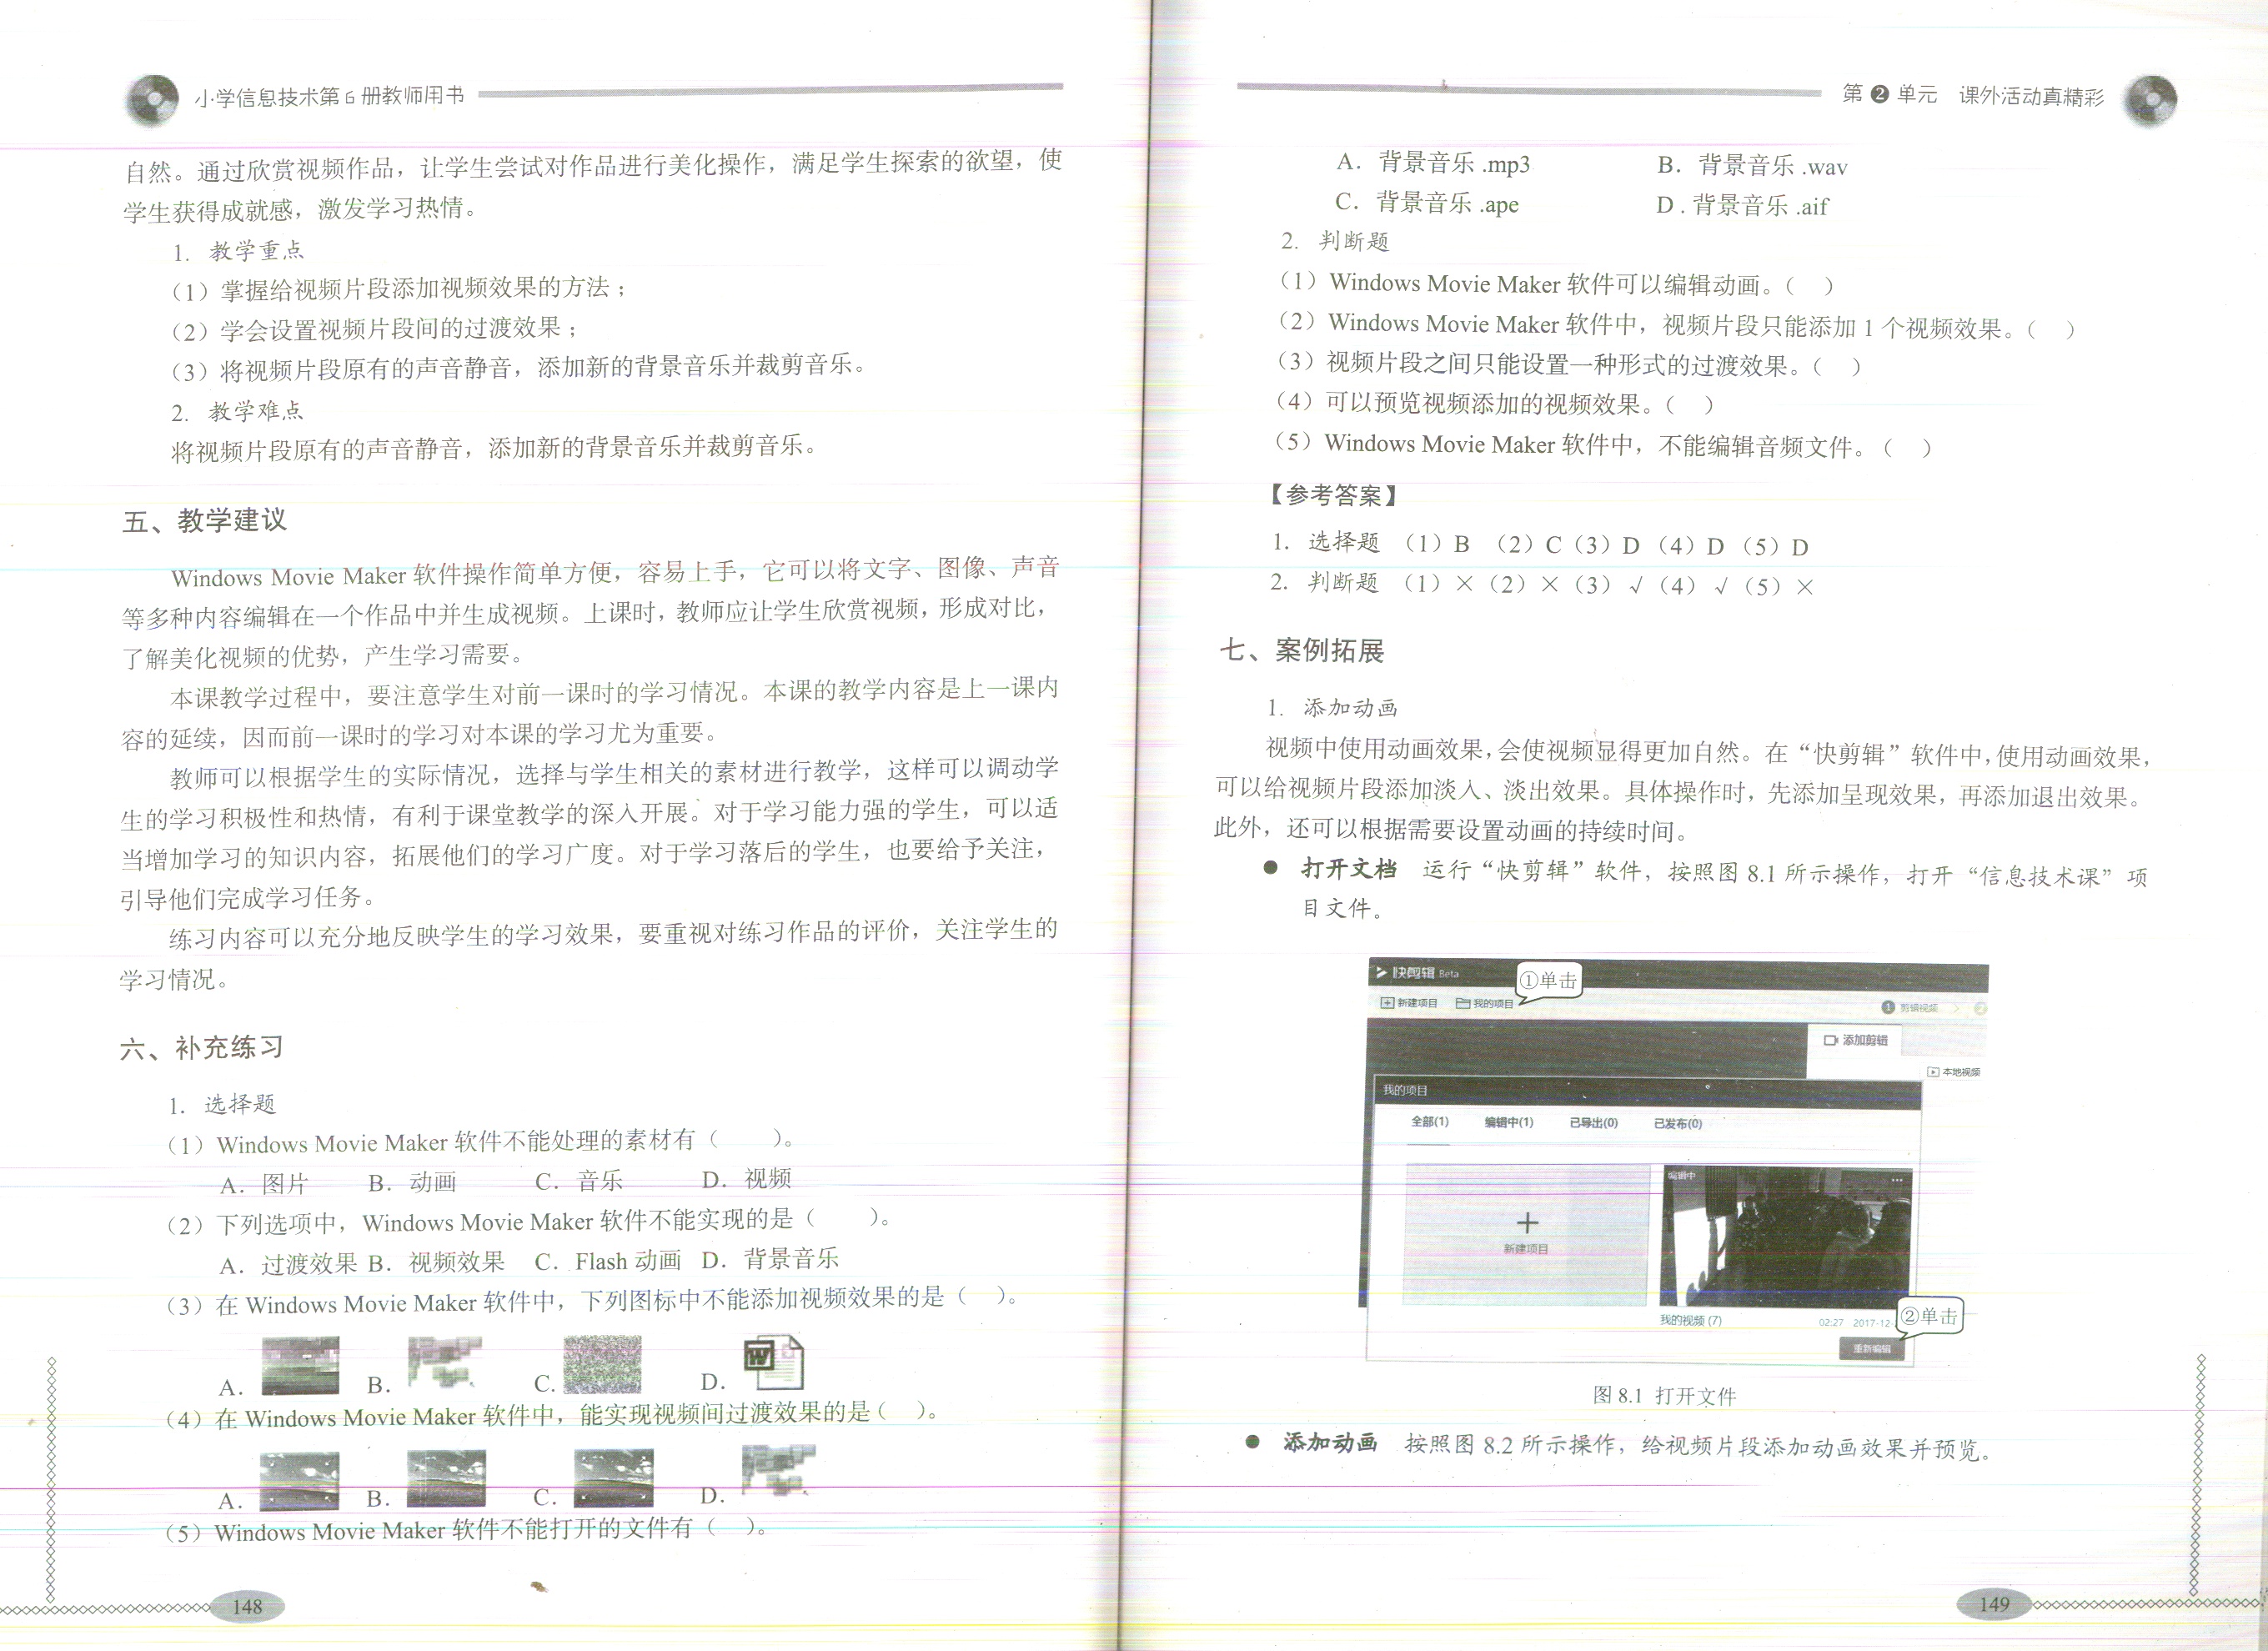 小学信息技术第6册教师用书
自然。通过欣赏视频作品，让学生尝试对作品进行美化操作，满足学生探索的欲望，使
学生获得成就感，激发学习热情。
1. 教学重点
（1）掌握给视频片段添加视频效果的方法；
（2）学会设置视频片段间的过渡效果；
（3）将视频片段原有的声音静音，添加新的背景音乐并裁剪音乐。
2. 教学难点
将视频片段原有的声音静音，添加新的背景音乐并裁剪音乐。
五、教学建议
Windows Movie Maker 软件操作简单方便，容易上手，它可以将文字、图像、声音
等多种内容编辑在一个作品中并生成视频。上课时，教师应让学生欣赏视频，形成对比，
了解美化视频的优势，产生学习需要。
本课教学过程中，要注意学生对前一课时的学习情况。本课的教学内容是上一课内
容的延续，因而前一课时的学习对本课的学习尤为重要。
教师可以根据学生的实际情况，选择与学生相关的素材进行教学，这样可以调动学
生的学习积极性和热情，有利于课堂教学的深入开展。对于学习能力强的学生，可以适
当增加学习的知识内容，拓展他们的学习广度。对于学习落后的学生，也要给予关注，
引导他们完成学习任务。
练习内容可以充分地反映学生的学习效果，要重视对练习作品的评价，关注学生的
学习情况。
六、补充练习
1. 选择题
（1）Windows Movie Maker 软件不能处理的素材有（　　）。
A. 图片　B. 动画　C. 音乐　D. 视频
（2）下列选项中，Windows Movie Maker 软件不能实现的是（　　）。
A. 过渡效果 B. 视频效果　C. Flash 动画 D. 背景音乐
（3）在 Windows Movie Maker 软件中，下列图标中不能添加视频效果的是（　）。
A.　B.　C.　D.
（4）在 Windows Movie Maker 软件中，能实现视频间过渡效果的是（　）。
A.　B.　C.　D.
（5）Windows Movie Maker 软件不能打开的文件有（　）。
148
第2单元　课外活动真精彩
A. 背景音乐 .mp3　B. 背景音乐 .wav
C. 背景音乐 .ape　D . 背景音乐 .aif
2. 判断题
（1）Windows Movie Maker 软件可以编辑动画。（　）
（2）Windows Movie Maker 软件中，视频片段只能添加 1 个视频效果。（　）
（3）视频片段之间只能设置一种形式的过渡效果。（　）
（4）可以预览视频添加的视频效果。（　）
（5）Windows Movie Maker 软件中，不能编辑音频文件。（　）
【参考答案】
1. 选择题　（1）B　（2）C（3）D（4）D（5）D
2. 判断题　（1）×（2）×（3）√（4）√（5）×
七、案例拓展
1. 添加动画
视频中使用动画效果，会使视频显得更加自然。在“快剪辑”软件中，使用动画效果，
可以给视频片段添加淡入、淡出效果。具体操作时，先添加呈现效果，再添加退出效果。
此外，还可以根据需要设置动画的持续时间。
● 打开文档　运行“快剪辑”软件，按照图 8.1 所示操作，打开“信息技术课”项
目文件。
快剪辑 Beta
①单击
新建项目　我的项目
1 剪辑视频 > 2
添加剪辑
本地视频
我的项目
全部(1)　编辑中(1)　已导出(0)　已发布(0)
编辑中
新建项目
我的视频 (7)　02:27　2017-12-
②单击
重新编辑
图 8.1 打开文件
● 添加动画　按照图 8.2 所示操作，给视频片段添加动画效果并预览。
149